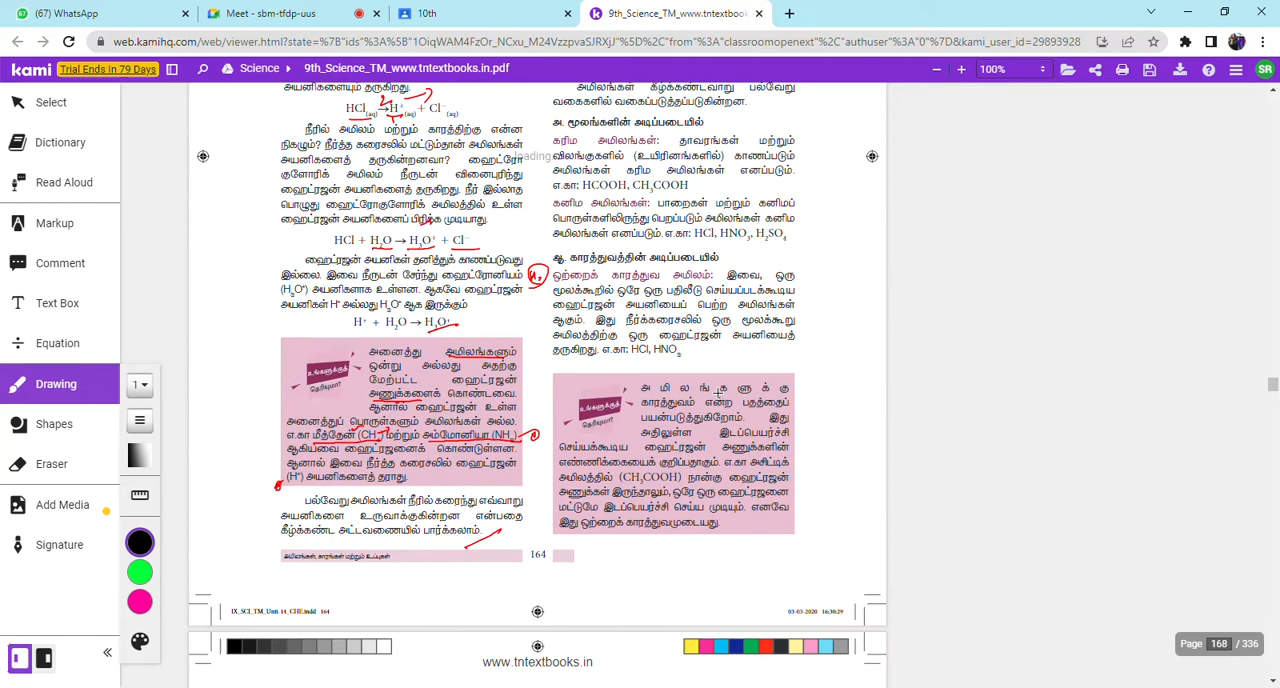 (67) WhatsApp
Meet - sbm-tfdp-uus
10th
9th_Science_TM_www.tntextbooks.in
web.kamihq.com/web/viewer.html?state=%7B"ids"%3A%5B"1OiqWAM4FzOr_NCxu_M24VzzpvaSJRXjJ"%5D%2C"from"%3A"classroomopennext"%2C"authuser"%3A"0"%7D&kami_user_id=29893928
kami
Trial Ends In 79 Days
Science
9th_Science_TM_www.tntextbooks.in.pdf
100%
SR
Select
Dictionary
Read Aloud
Markup
Comment
Text Box
Equation
Drawing
Shapes
Eraser
Add Media
Signature
1
loading
அயனிகளையும் தருகிறது.
HCl(aq) → H+(aq) + Cl−(aq)
நீரில் அமிலம் மற்றும் காரத்திற்கு என்ன
நிகழும்? நீர்த்த கரைசலில் மட்டும்தான் அமிலங்கள்
அயனிகளைத் தருகின்றனவா? ஹைட்ரோ
குளோரிக் அமிலம் நீருடன் வினைபுரிந்து
ஹைட்ரஜன் அயனிகளைத் தருகிறது. நீர் இல்லாத
பொழுது ஹைட்ரோகுளோரிக் அமிலத்தில் உள்ள
ஹைட்ரஜன் அயனிகளைப் பிரிக்க முடியாது.
HCl + H2O → H3O+ + Cl−
ஹைட்ரஜன் அயனிகள் தனித்துக் காணப்படுவது
இல்லை. இவை நீருடன் சேர்ந்து ஹைட்ரோனியம்
(H3O+) அயனிகளாக உள்ளன. ஆகவே ஹைட்ரஜன்
அயனிகள் H+ அல்லது H3O+ ஆக இருக்கும்
H+ + H2O → H3O+
உங்களுக்குத் தெரியுமா?
அனைத்து அமிலங்களும்
ஒன்று அல்லது அதற்கு
மேற்பட்ட ஹைட்ரஜன்
அணுக்களைக் கொண்டவை.
ஆனால் ஹைட்ரஜன் உள்ள
அனைத்துப் பொருள்களும் அமிலங்கள் அல்ல.
எ.கா மீத்தேன் (CH4) மற்றும் அம்மோனியா (NH3)
ஆகியவை ஹைட்ரஜனைக் கொண்டுள்ளன.
ஆனால் இவை நீர்த்த கரைசலில் ஹைட்ரஜன்
(H+) அயனிகளைத் தராது.
பல்வேறு அமிலங்கள் நீரில் கரைந்து எவ்வாறு
அயனிகளை உருவாக்குகின்றன என்பதை
கீழ்க்கண்ட அட்டவணையில் பார்க்கலாம்.
அமிலங்கள், காரங்கள் மற்றும் உப்புகள்
164
அமிலங்கள் கீழ்க்கண்டவாறு பல்வேறு
வகைகளில் வகைப்படுத்தப்படுகின்றன.
அ. மூலங்களின் அடிப்படையில்
கரிம அமிலங்கள்: தாவரங்கள் மற்றும்
விலங்குகளில் (உயிரினங்களில்) காணப்படும்
அமிலங்கள் கரிம அமிலங்கள் எனப்படும்.
எ.கா: HCOOH, CH3COOH
கனிம அமிலங்கள்: பாறைகள் மற்றும் கனிமப்
பொருள்களிலிருந்து பெறப்படும் அமிலங்கள் கனிம
அமிலங்கள் எனப்படும். எ.கா: HCl, HNO3, H2SO4
ஆ. காரத்துவத்தின் அடிப்படையில்
ஒற்றைக் காரத்துவ அமிலம்: இவை, ஒரு
மூலக்கூறில் ஒரே ஒரு பதிலீடு செய்யப்படக்கூடிய
ஹைட்ரஜன் அயனியைப் பெற்ற அமிலங்கள்
ஆகும். இது நீர்க்கரைசலில் ஒரு மூலக்கூறு
அமிலத்திற்கு ஒரு ஹைட்ரஜன் அயனியைத்
தருகிறது. எ.கா: HCl, HNO3
உங்களுக்குத் தெரியுமா?
அமிலங்களுக்கு
காரத்துவம் என்ற பதத்தைப்
பயன்படுத்துகிறோம். இது
அதிலுள்ள இடப்பெயர்ச்சி
செய்யக்கூடிய ஹைட்ரஜன் அணுக்களின்
எண்ணிக்கையைக் குறிப்பதாகும். எ.கா அசிட்டிக்
அமிலத்தில் (CH3COOH) நான்கு ஹைட்ரஜன்
அணுக்கள் இருந்தாலும், ஒரே ஒரு ஹைட்ரஜனை
மட்டுமே இடப்பெயர்ச்சி செய்ய முடியும். எனவே
இது ஒற்றைக் காரத்துவமுடையது.
IX_SCI_TM_Unit-14_CHE.indd 164
03-03-2020 16:30:29
www.tntextbooks.in
Page 168 / 336